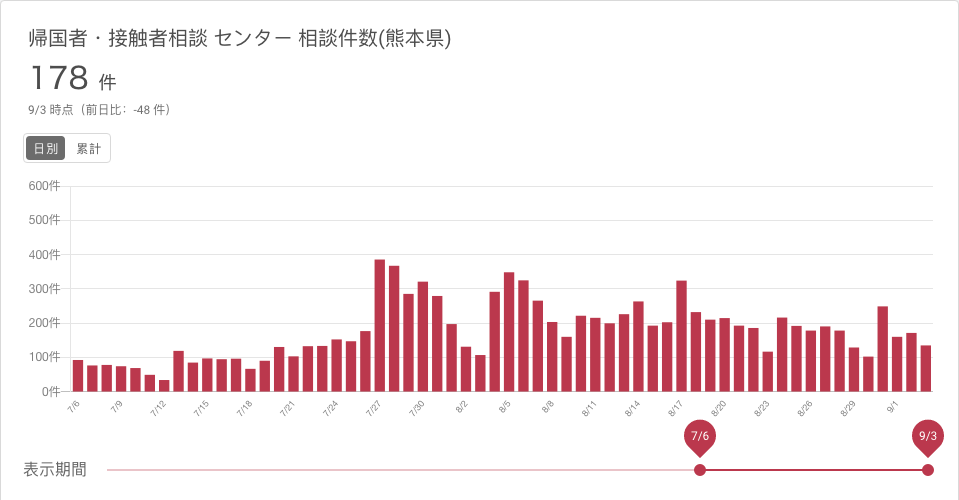 帰国者・接触者相談 センター 相談件数(熊本県)
178 件
9/3 時点（前日比：-48 件）
日別 累計
600件
500件
400件
300件
200件
100件
0件
7/6 7/9 7/12 7/15 7/18 7/21 7/24 7/27 7/30 8/2 8/5 8/8 8/11 8/14 8/17 8/20 8/23 8/26 8/29 9/1
7/6 9/3
表示期間